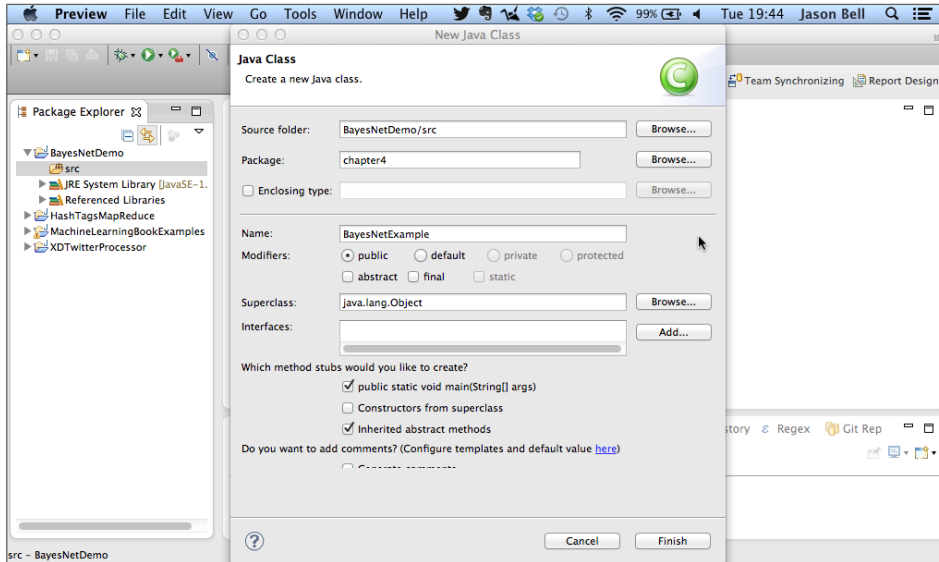 Preview File Edit View Go Tools Window Help 99% Tue 19:44 Jason Bell
New Java Class
Java Class
Create a new Java class.
Team Synchronizing Report Design
Package Explorer
BayesNetDemo
src
JRE System Library [JavaSE-1.
Referenced Libraries
HashTagsMapReduce
MachineLearningBookExamples
XDTwitterProcessor
Source folder: BayesNetDemo/src Browse...
Package: chapter4 Browse...
Enclosing type: Browse...
Name: BayesNetExample
Modifiers: public default private protected
abstract final static
Superclass: java.lang.Object Browse...
Interfaces: Add...
Which method stubs would you like to create?
public static void main(String[] args)
Constructors from superclass
Inherited abstract methods
Do you want to add comments? (Configure templates and default value here)
story Regex Git Rep
Cancel Finish
src - BayesNetDemo